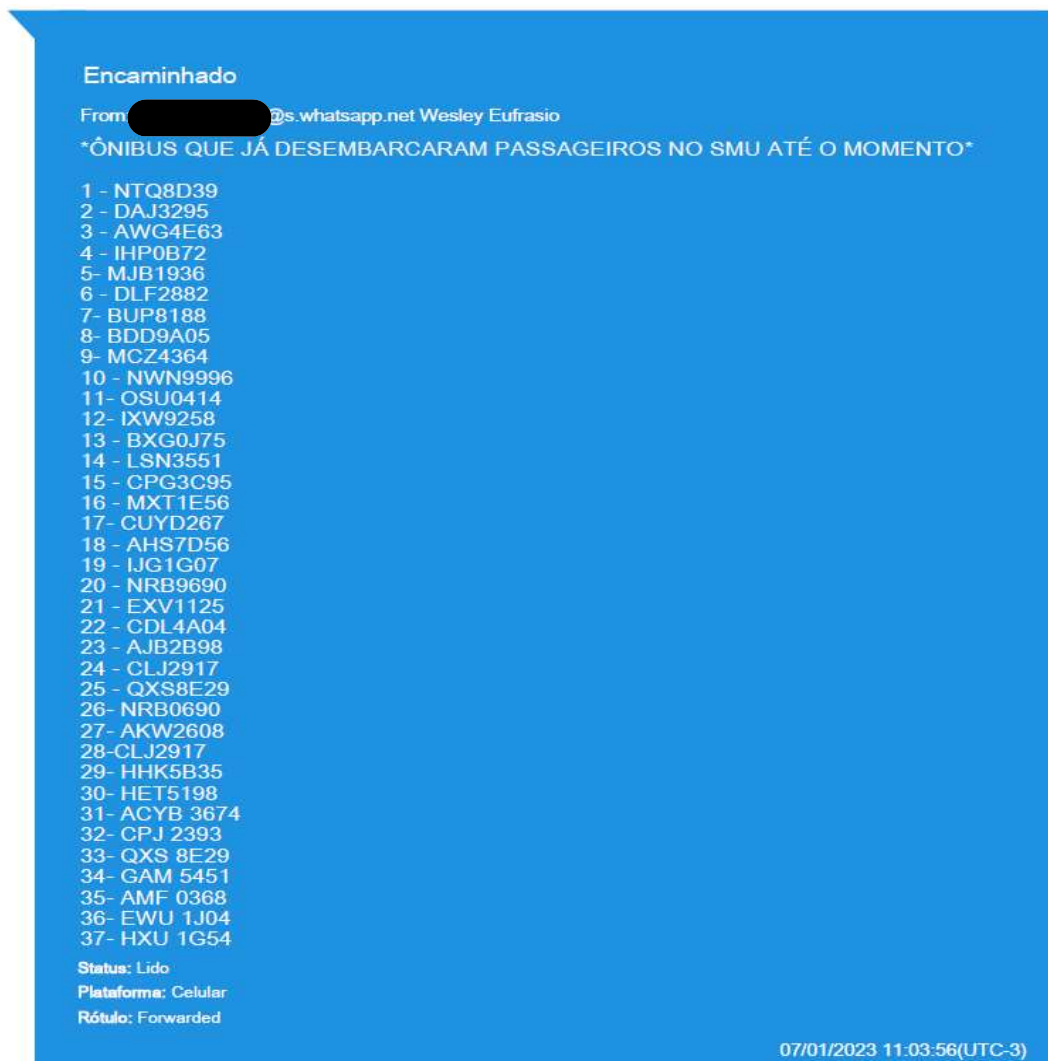 Encaminhado
From: @s.whatsapp.net Wesley Eufrasio
*ÔNIBUS QUE JÁ DESEMBARCARAM PASSAGEIROS NO SMU ATÉ O MOMENTO*
1 - NTQ8D39
2 - DAJ3295
3 - AWG4E63
4 - IHP0B72
5- MJB1936
6 - DLF2882
7- BUP8188
8- BDD9A05
9- MCZ4364
10 - NWN9996
11- OSU0414
12- IXW9258
13 - BXG0J75
14 - LSN3551
15 - CPG3C95
16 - MXT1E56
17- CUYD267
18 - AHS7D56
19 - IJG1G07
20 - NRB9690
21 - EXV1125
22 - CDL4A04
23 - AJB2B98
24 - CLJ2917
25 - QXS8E29
26- NRB0690
27- AKW2608
28-CLJ2917
29- HHK5B35
30- HET5198
31- ACYB 3674
32- CPJ 2393
33- QXS 8E29
34- GAM 5451
35- AMF 0368
36- EWU 1J04
37- HXU 1G54
Status: Lido
Plataforma: Celular
Rótulo: Forwarded
07/01/2023 11:03:56(UTC-3)